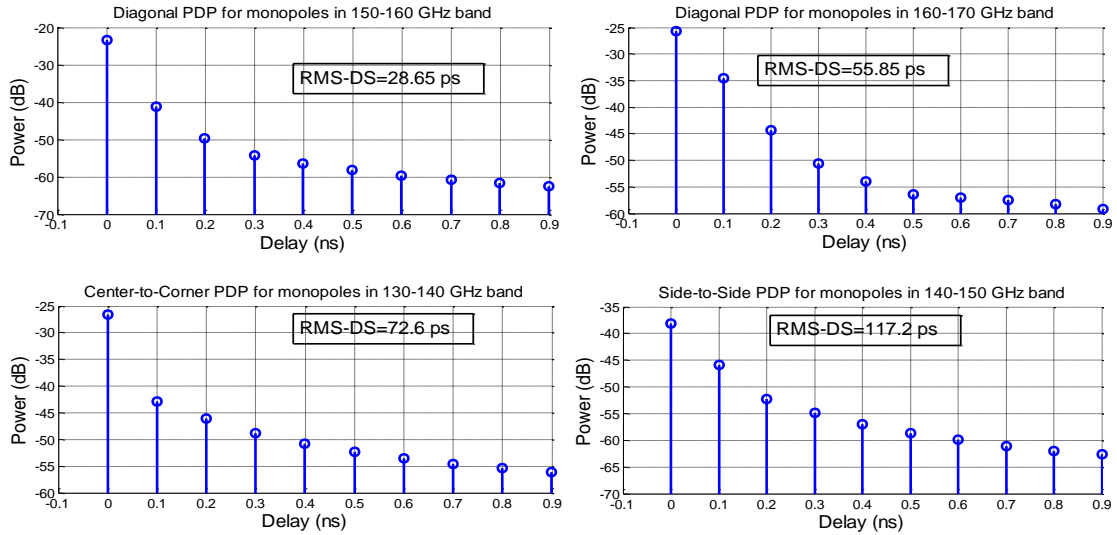 Diagonal PDP for monopoles in 150-160 GHz band
-20
-30
-40
-50
-60
-70
Power (dB)
RMS-DS=28.65 ps
-0.1 0 0.1 0.2 0.3 0.4 0.5 0.6 0.7 0.8 0.9
Delay (ns)
Diagonal PDP for monopoles in 160-170 GHz band
-25
-30
-35
-40
-45
-50
-55
-60
Power (dB)
RMS-DS=55.85 ps
-0.1 0 0.1 0.2 0.3 0.4 0.5 0.6 0.7 0.8 0.9
Delay (ns)
Center-to-Corner PDP for monopoles in 130-140 GHz band
-25
-30
-35
-40
-45
-50
-55
-60
Power (dB)
RMS-DS=72.6 ps
-0.1 0 0.1 0.2 0.3 0.4 0.5 0.6 0.7 0.8 0.9
Delay (ns)
Side-to-Side PDP for monopoles in 140-150 GHz band
-35
-40
-45
-50
-55
-60
-65
-70
Power (dB)
RMS-DS=117.2 ps
-0.1 0 0.1 0.2 0.3 0.4 0.5 0.6 0.7 0.8 0.9
Delay (ns)